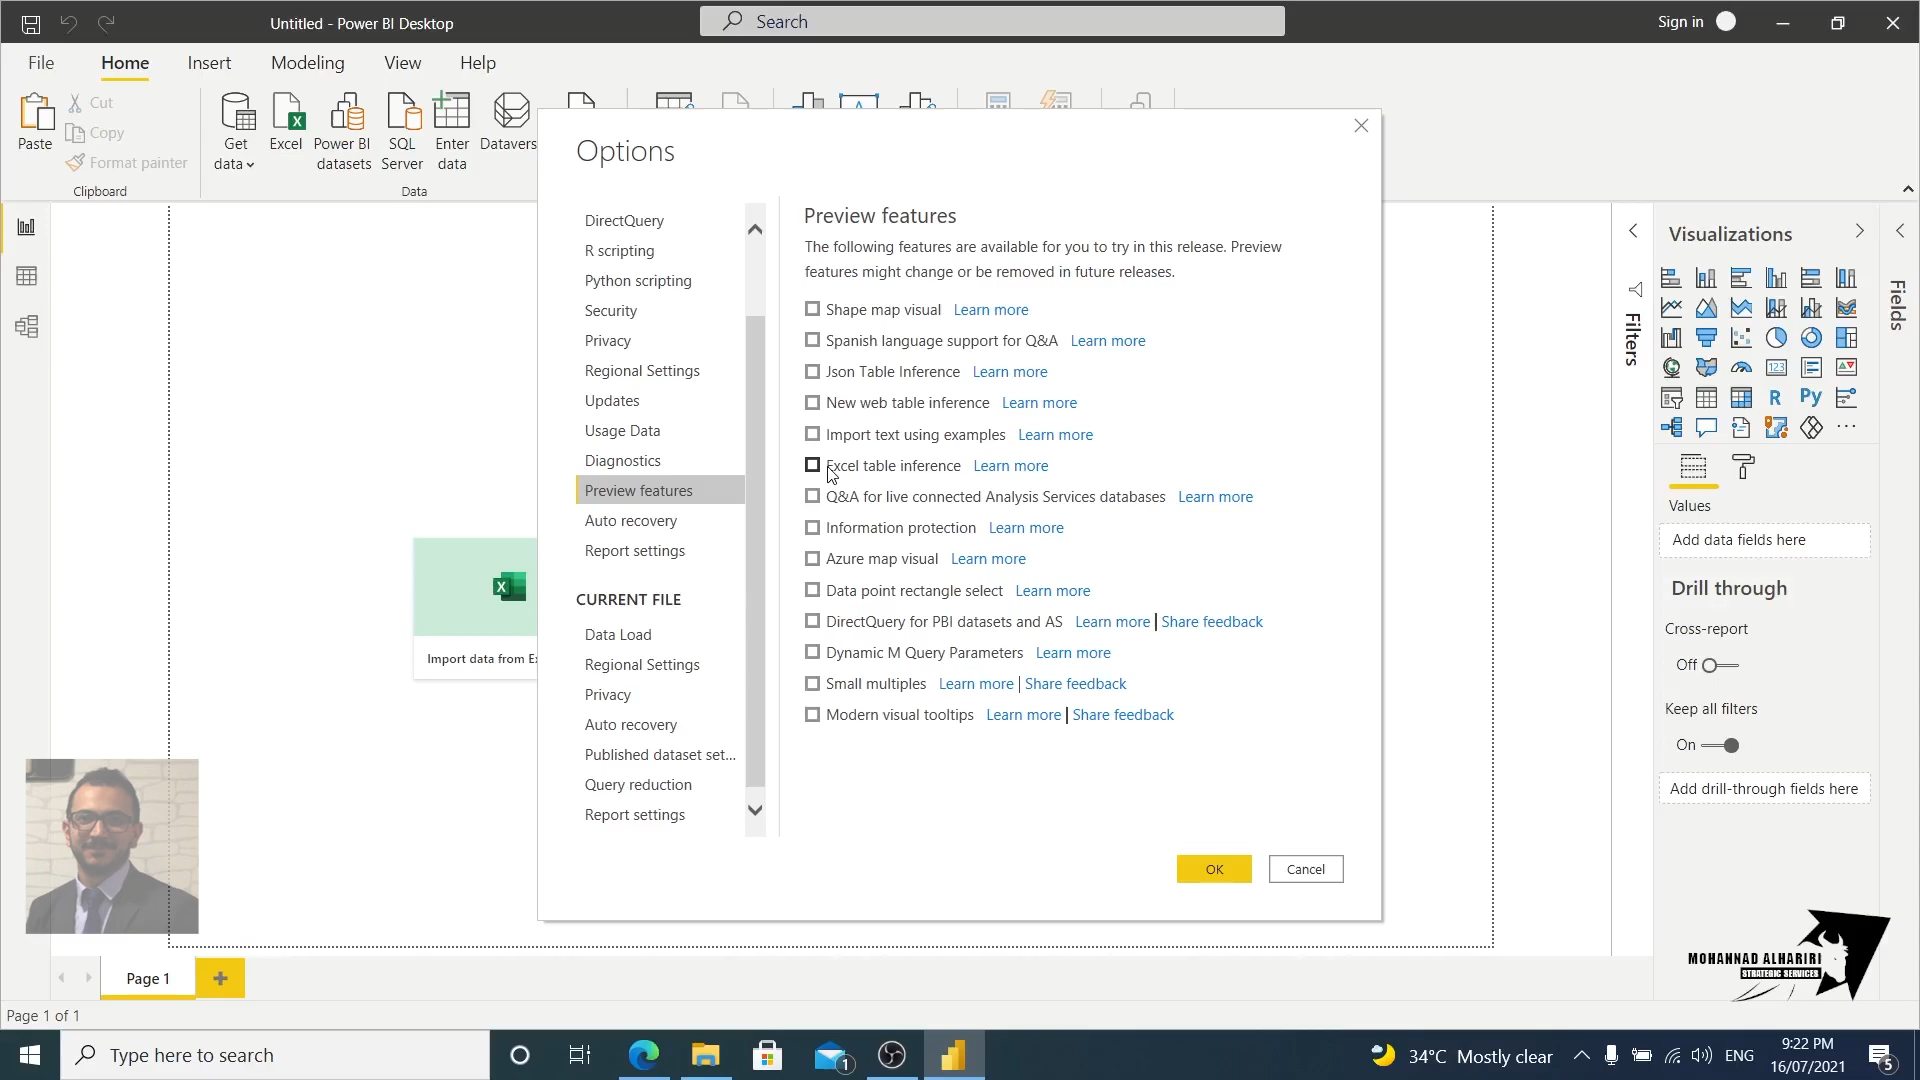 Untitled - Power BI Desktop
Search
Sign in
File
Home
Insert
Modeling
View
Help
Paste
Cut
Copy
Format painter
Clipboard
Get
data
Excel
Power BI
datasets
SQL
Server
Enter
data
Datavers
Data
Options
DirectQuery
R scripting
Python scripting
Security
Privacy
Regional Settings
Updates
Usage Data
Diagnostics
Preview features
Auto recovery
Report settings
CURRENT FILE
Data Load
Regional Settings
Privacy
Auto recovery
Published dataset set...
Query reduction
Report settings
Preview features
The following features are available for you to try in this release. Preview
features might change or be removed in future releases.
Shape map visual Learn more
Spanish language support for Q&A Learn more
Json Table Inference Learn more
New web table inference Learn more
Import text using examples Learn more
Excel table inference Learn more
Q&A for live connected Analysis Services databases Learn more
Information protection Learn more
Azure map visual Learn more
Data point rectangle select Learn more
DirectQuery for PBI datasets and AS Learn more | Share feedback
Dynamic M Query Parameters Learn more
Small multiples Learn more | Share feedback
Modern visual tooltips Learn more | Share feedback
OK
Cancel
Import data from Ex
Filters
Visualizations
123
R
Py
Values
Add data fields here
Drill through
Cross-report
Off
Keep all filters
On
Add drill-through fields here
Fields
MOHANNAD ALHARIRI
STRATEGIC SERVICES
Page 1
Page 1 of 1
Type here to search
1
34°C Mostly clear
ENG
9:22 PM
16/07/2021
5